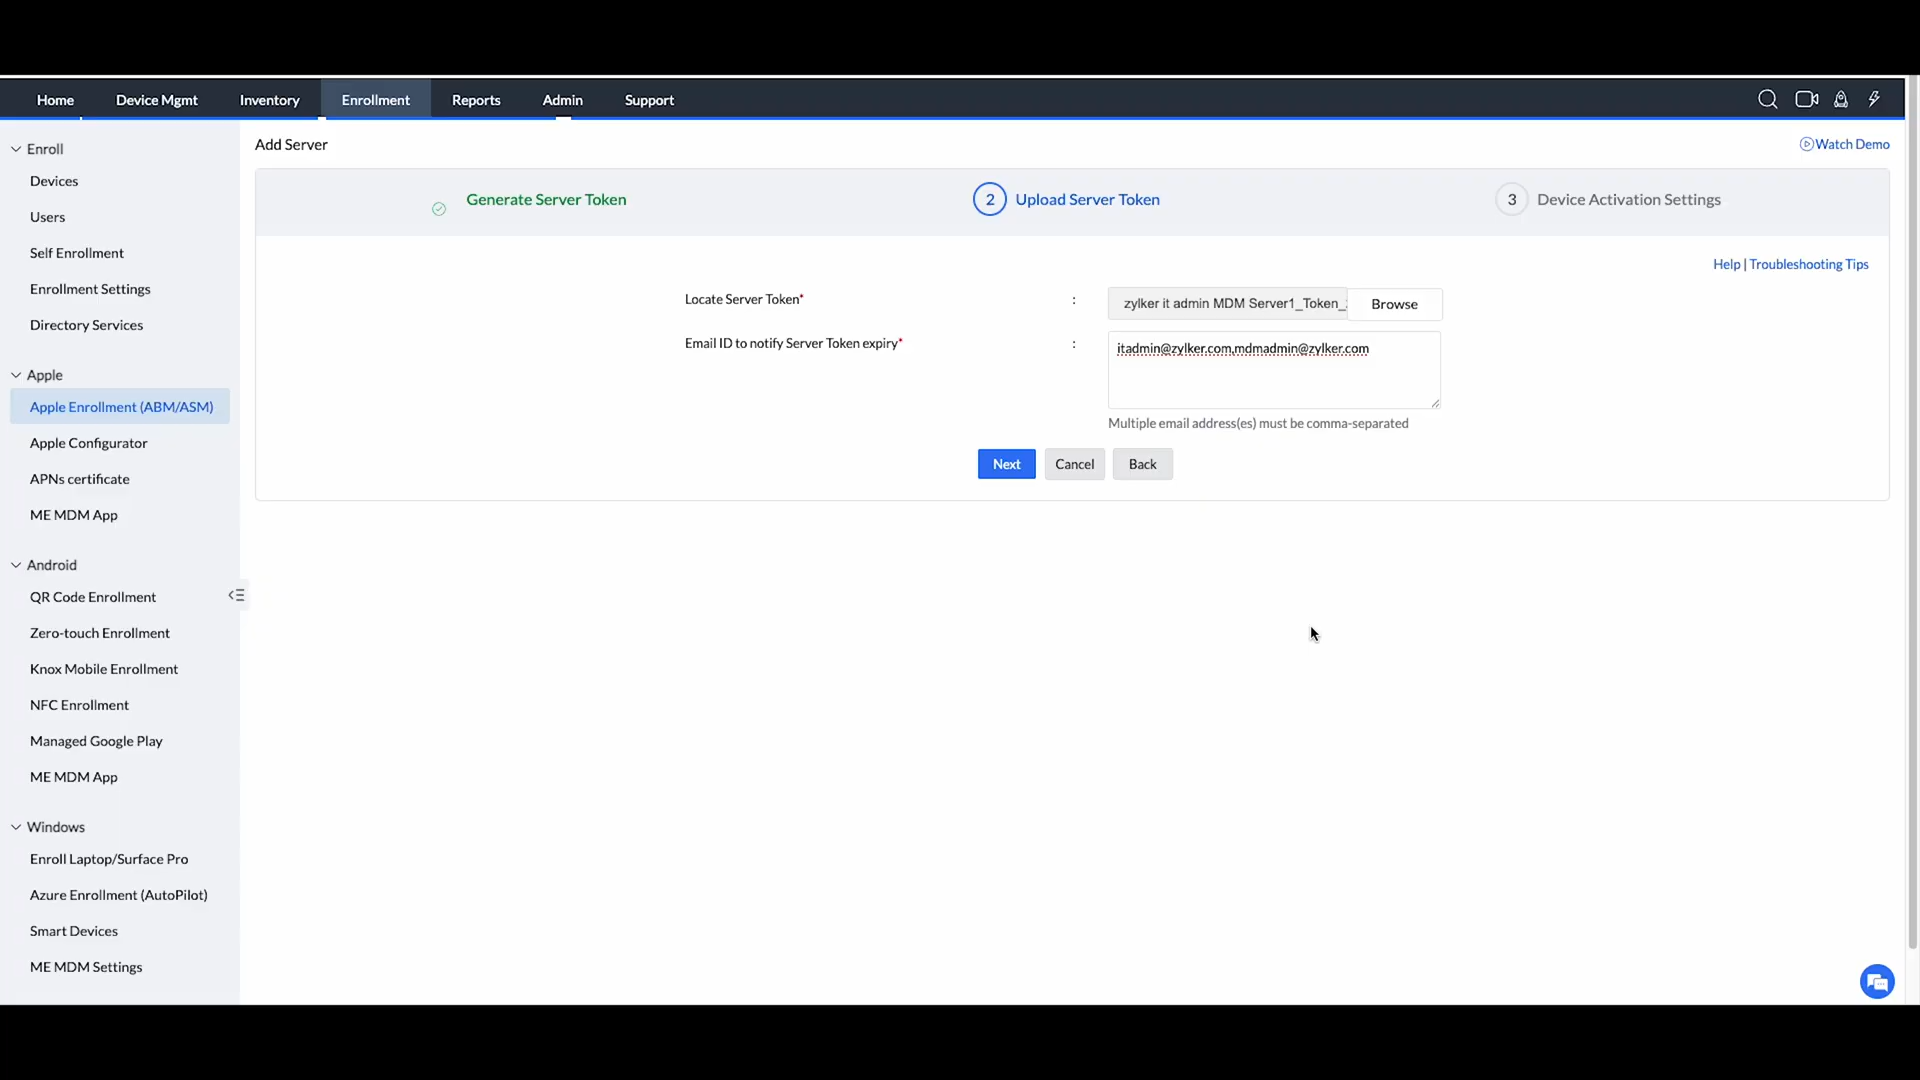 Home Device Mgmt Inventory Enrollment Reports Admin Support
Enroll
Devices
Users
Self Enrollment
Enrollment Settings
Directory Services
Apple
Apple Enrollment (ABM/ASM)
Apple Configurator
APNs certificate
ME MDM App
Android
QR Code Enrollment
Zero-touch Enrollment
Knox Mobile Enrollment
NFC Enrollment
Managed Google Play
ME MDM App
Windows
Enroll Laptop/Surface Pro
Azure Enrollment (AutoPilot)
Smart Devices
ME MDM Settings
Add Server
Watch Demo
Generate Server Token
2 Upload Server Token
3 Device Activation Settings
Help | Troubleshooting Tips
Locate Server Token* : zylker it admin MDM Server1_Token_ Browse
Email ID to notify Server Token expiry* : itadmin@zylker.com,mdmadmin@zylker.com
Multiple email address(es) must be comma-separated
Next Cancel Back